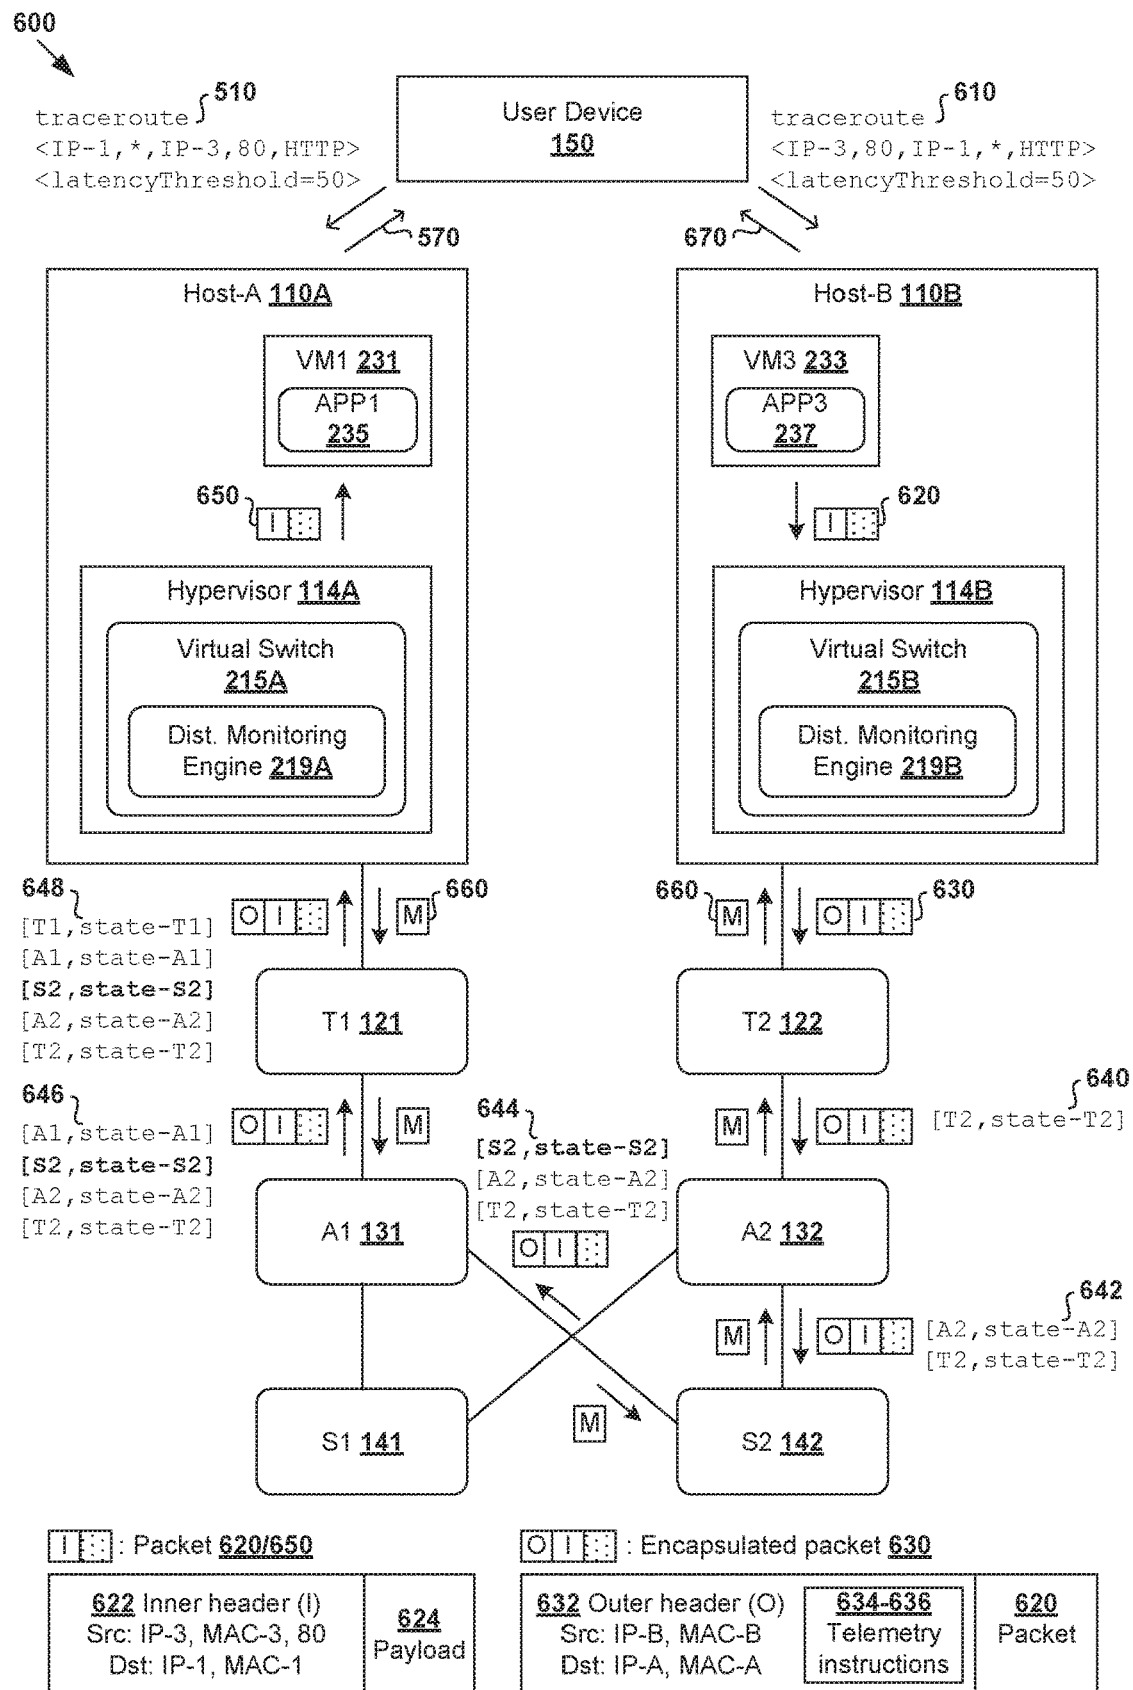 600
510
traceroute
<IP-1,*,IP-3,80,HTTP>
<latencyThreshold=50>
User Device
150
610
traceroute
<IP-3,80,IP-1,*,HTTP>
<latencyThreshold=50>
570
670
Host-A 110A
VM1 231
APP1
235
650
I
Hypervisor 114A
Virtual Switch
215A
Dist. Monitoring
Engine 219A
Host-B 110B
VM3 233
APP3
237
620
I
Hypervisor 114B
Virtual Switch
215B
Dist. Monitoring
Engine 219B
648
[T1,state-T1]
[A1,state-A1]
[S2,state-S2]
[A2,state-A2]
[T2,state-T2]
O I
M 660
660 M
O I
630
T1 121
T2 122
646
[A1,state-A1]
[S2,state-S2]
[A2,state-A2]
[T2,state-T2]
O I
M
644
[S2,state-S2]
[A2,state-A2]
[T2,state-T2]
O I
M
O I
640
[T2,state-T2]
A1 131
A2 132
M
O I
642
[A2,state-A2]
[T2,state-T2]
M
S1 141
S2 142
I : Packet 620/650
622 Inner header (I)
Src: IP-3, MAC-3, 80
Dst: IP-1, MAC-1
624
Payload
O I : Encapsulated packet 630
632 Outer header (O)
Src: IP-B, MAC-B
Dst: IP-A, MAC-A
634-636
Telemetry
instructions
620
Packet